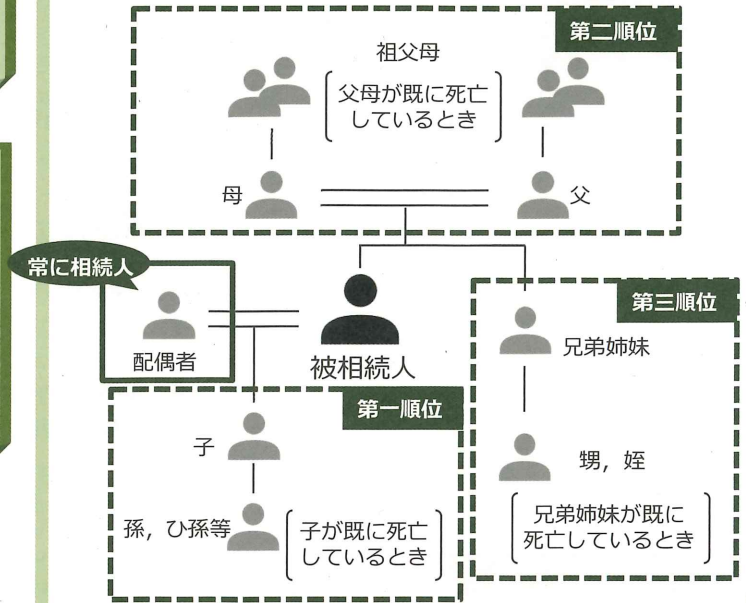 第二順位
祖父母
父母が既に死亡
しているとき
母
父
常に相続人
配偶者
被相続人
第三順位
兄弟姉妹
甥，姪
兄弟姉妹が既に
死亡しているとき
第一順位
子
孫，ひ孫等
子が既に死亡
しているとき